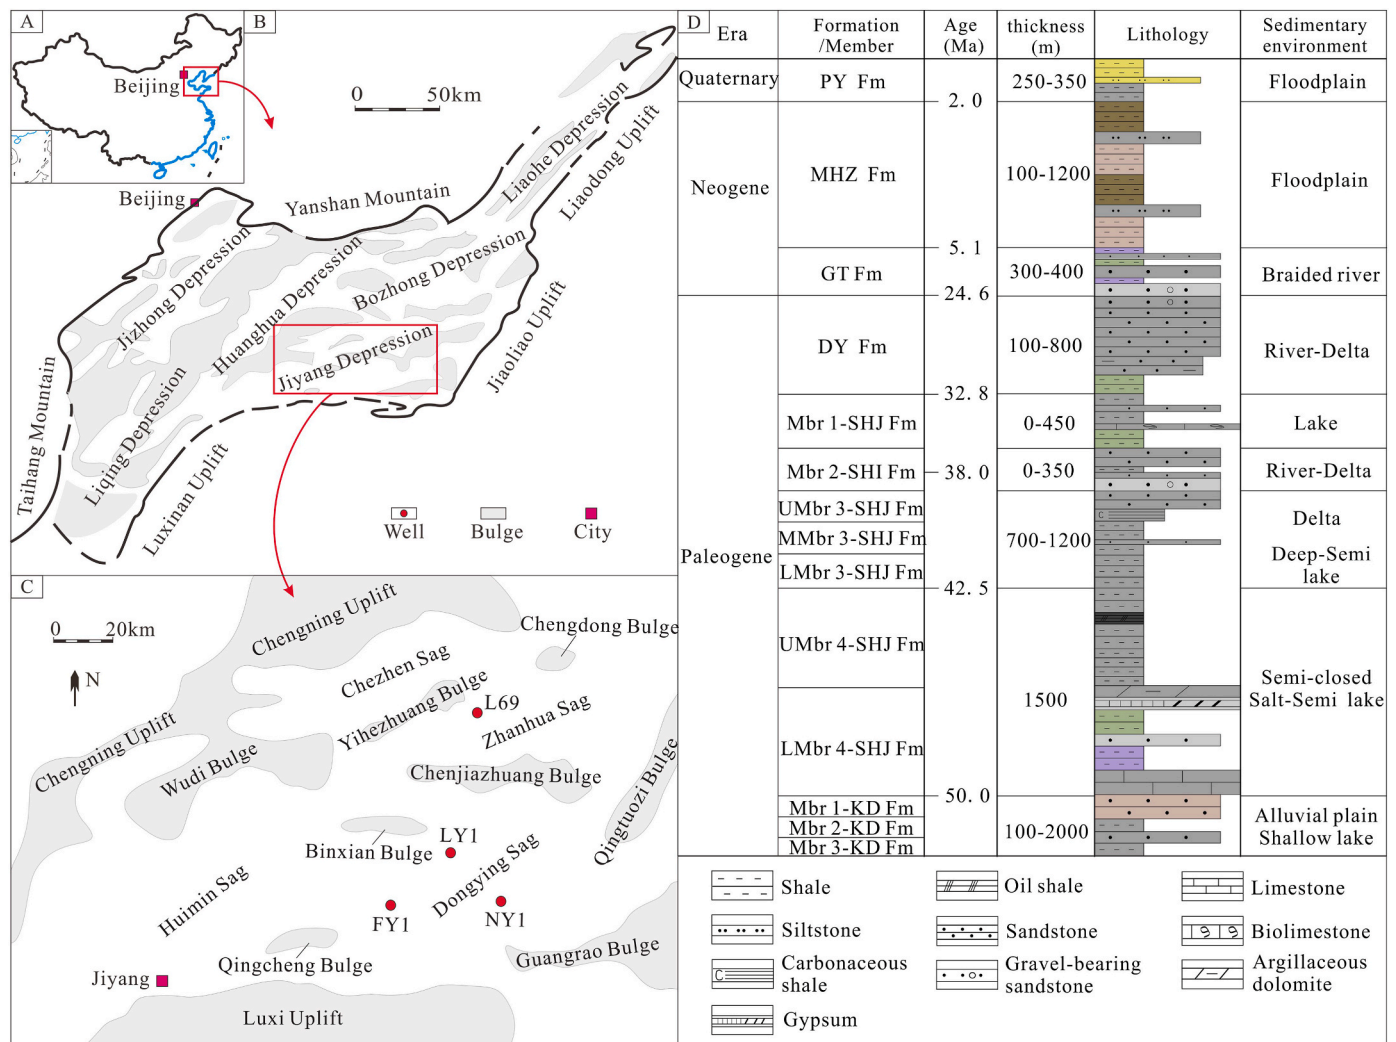 A
Beijing
B
0 50km
Beijing
Yanshan Mountain
Liaohe Depression
Liaodong Uplift
Jizhong Depression
Huanghua Depression
Bozhong Depression
Jiyang Depression
Jiaoliao Uplift
Taihang Mountain
Liqing Depression
Luxinan Uplift
Well
Bulge
City
C
0 20km
N
Chengning Uplift
Chengdong Bulge
Chezhen Sag
Yihezhuang Bulge
L69
Zhanhua Sag
Chengning Uplift
Wudi Bulge
Chenjiazhuang Bulge
Qingtuozi Bulge
Binxian Bulge
LY1
Dongying Sag
Huimin Sag
FY1
NY1
Qingcheng Bulge
Guangrao Bulge
Jiyang
Luxi Uplift
D
Era
Formation
/Member
Age
(Ma)
thickness
(m)
Lithology
Sedimentary
environment
Quaternary
PY Fm
250-350
Floodplain
2.0
Neogene
MHZ Fm
100-1200
Floodplain
5.1
GT Fm
300-400
Braided river
24.6
Paleogene
DY Fm
100-800
River-Delta
32.8
Mbr 1-SHJ Fm
0-450
Lake
Mbr 2-SHI Fm
38.0
0-350
River-Delta
UMbr 3-SHJ Fm
MMbr 3-SHJ Fm
LMbr 3-SHJ Fm
700-1200
C
Delta
Deep-Semi
lake
42.5
UMbr 4-SHJ Fm
LMbr 4-SHJ Fm
1500
Semi-closed
Salt-Semi lake
50.0
Mbr 1-KD Fm
Mbr 2-KD Fm
Mbr 3-KD Fm
100-2000
Alluvial plain
Shallow lake
Shale
Oil shale
Limestone
Siltstone
Sandstone
Biolimestone
C
Carbonaceous
shale
Gravel-bearing
sandstone
Argillaceous
dolomite
Gypsum